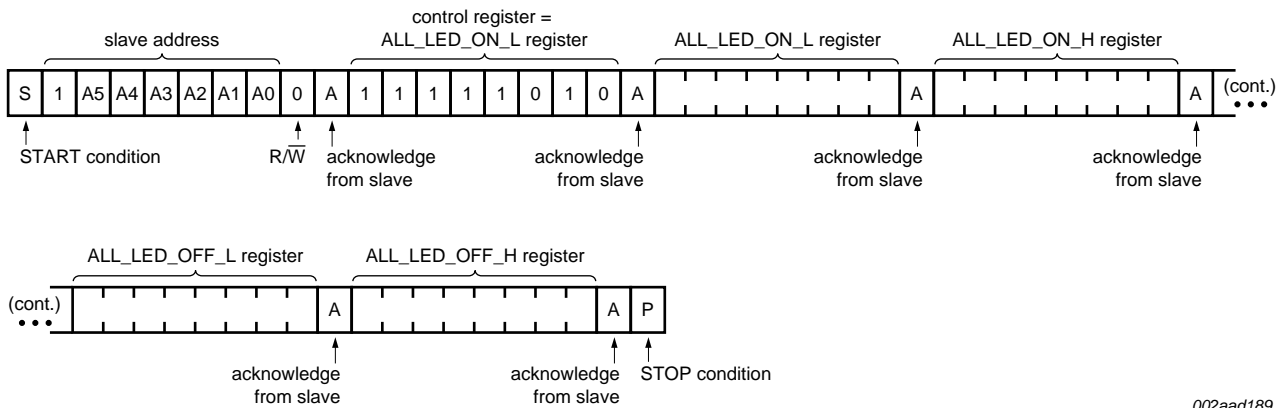 control register =
slave address ALL_LED_ON_L register ALL_LED_ON_L register ALL_LED_ON_H register
S 1 A5 A4 A3 A2 A1 A0 0 A 1 1 1 1 1 0 1 0 A A A (cont.)
START condition R/W̅ acknowledge acknowledge acknowledge acknowledge
from slave from slave from slave from slave
ALL_LED_OFF_L register ALL_LED_OFF_H register
(cont.) A A P
acknowledge acknowledge STOP condition
from slave from slave
002aad189